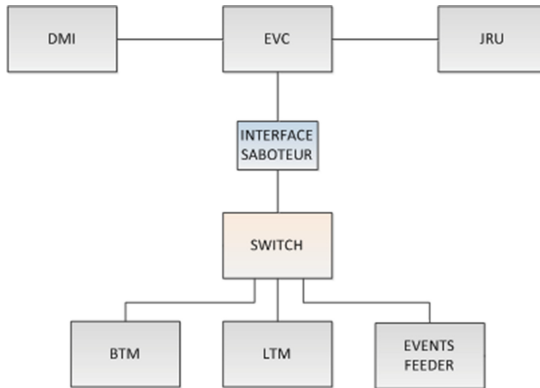 DMI
EVC
JRU
INTERFACE
SABOTEUR
SWITCH
BTM
LTM
EVENTS
FEEDER